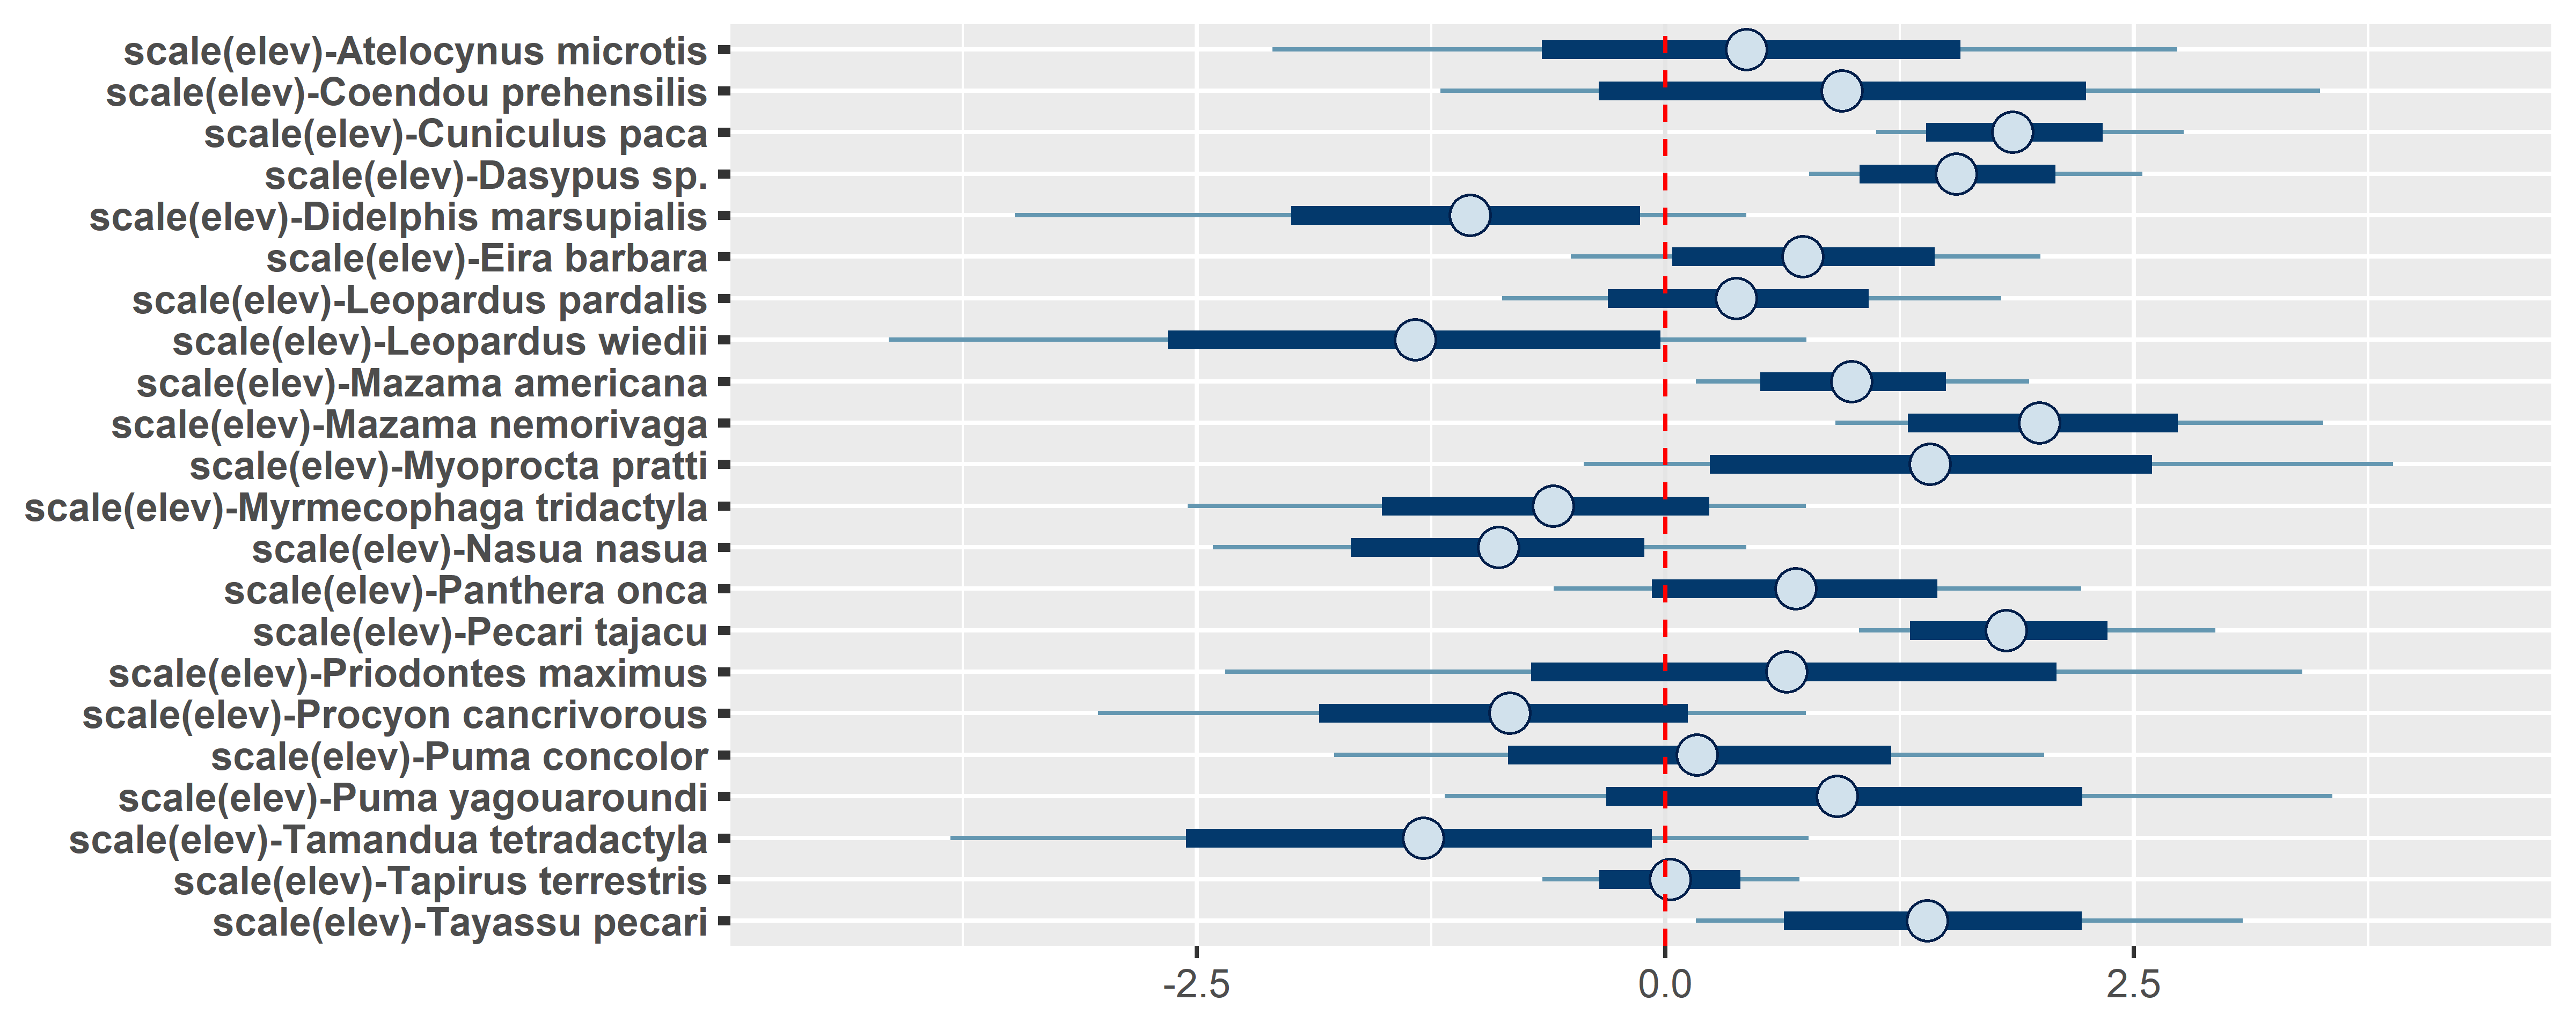 scale(elev)-Atelocynus microtis
scale(elev)-Coendou prehensilis
scale(elev)-Cuniculus paca
scale(elev)-Dasypus sp.
scale(elev)-Didelphis marsupialis
scale(elev)-Eira barbara
scale(elev)-Leopardus pardalis
scale(elev)-Leopardus wiedii
scale(elev)-Mazama americana
scale(elev)-Mazama nemorivaga
scale(elev)-Myoprocta pratti
scale(elev)-Myrmecophaga tridactyla
scale(elev)-Nasua nasua
scale(elev)-Panthera onca
scale(elev)-Pecari tajacu
scale(elev)-Priodontes maximus
scale(elev)-Procyon cancrivorous
scale(elev)-Puma concolor
scale(elev)-Puma yagouaroundi
scale(elev)-Tamandua tetradactyla
scale(elev)-Tapirus terrestris
scale(elev)-Tayassu pecari
-2.5 0.0 2.5